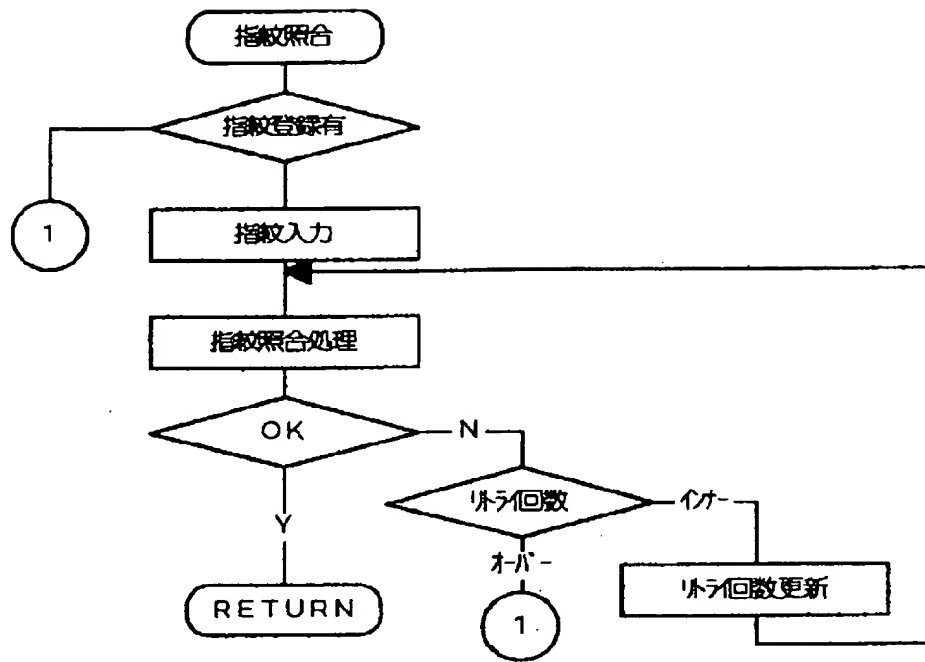 指紋照合
指紋登録有
1
指紋入力
指紋照合処理
OK
N
リトライ回数
インナー
Y
オーバー
リトライ回数更新
RETURN
1